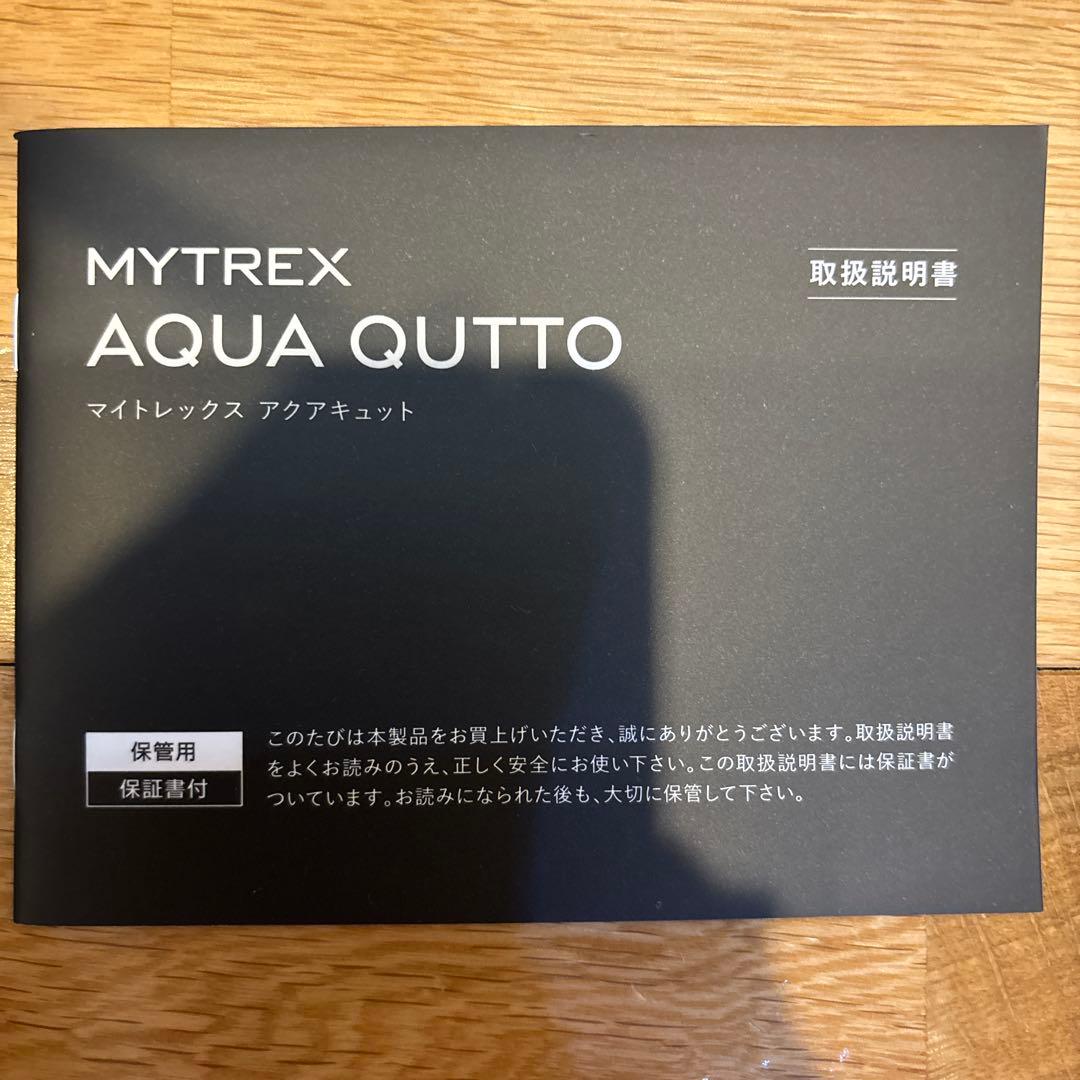 MYTREX
AQUA QUTTO
マイトレックス アクアキュット
取扱説明書
保管用
保証書付
このたびは本製品をお買上げいただき、誠にありがとうございます。取扱説明書
をよくお読みのうえ、正しく安全にお使い下さい。この取扱説明書には保証書が
ついています。お読みになられた後も、大切に保管して下さい。